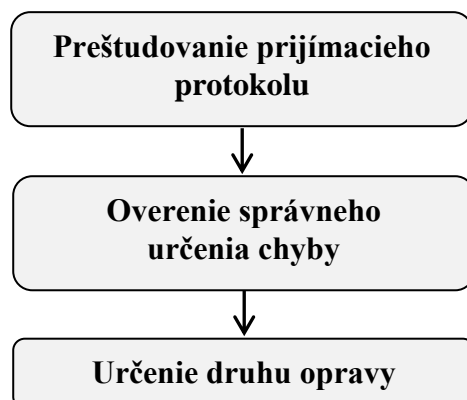 Preštudovanie prijímacieho
protokolu
Overenie správneho
určenia chyby
Určenie druhu opravy